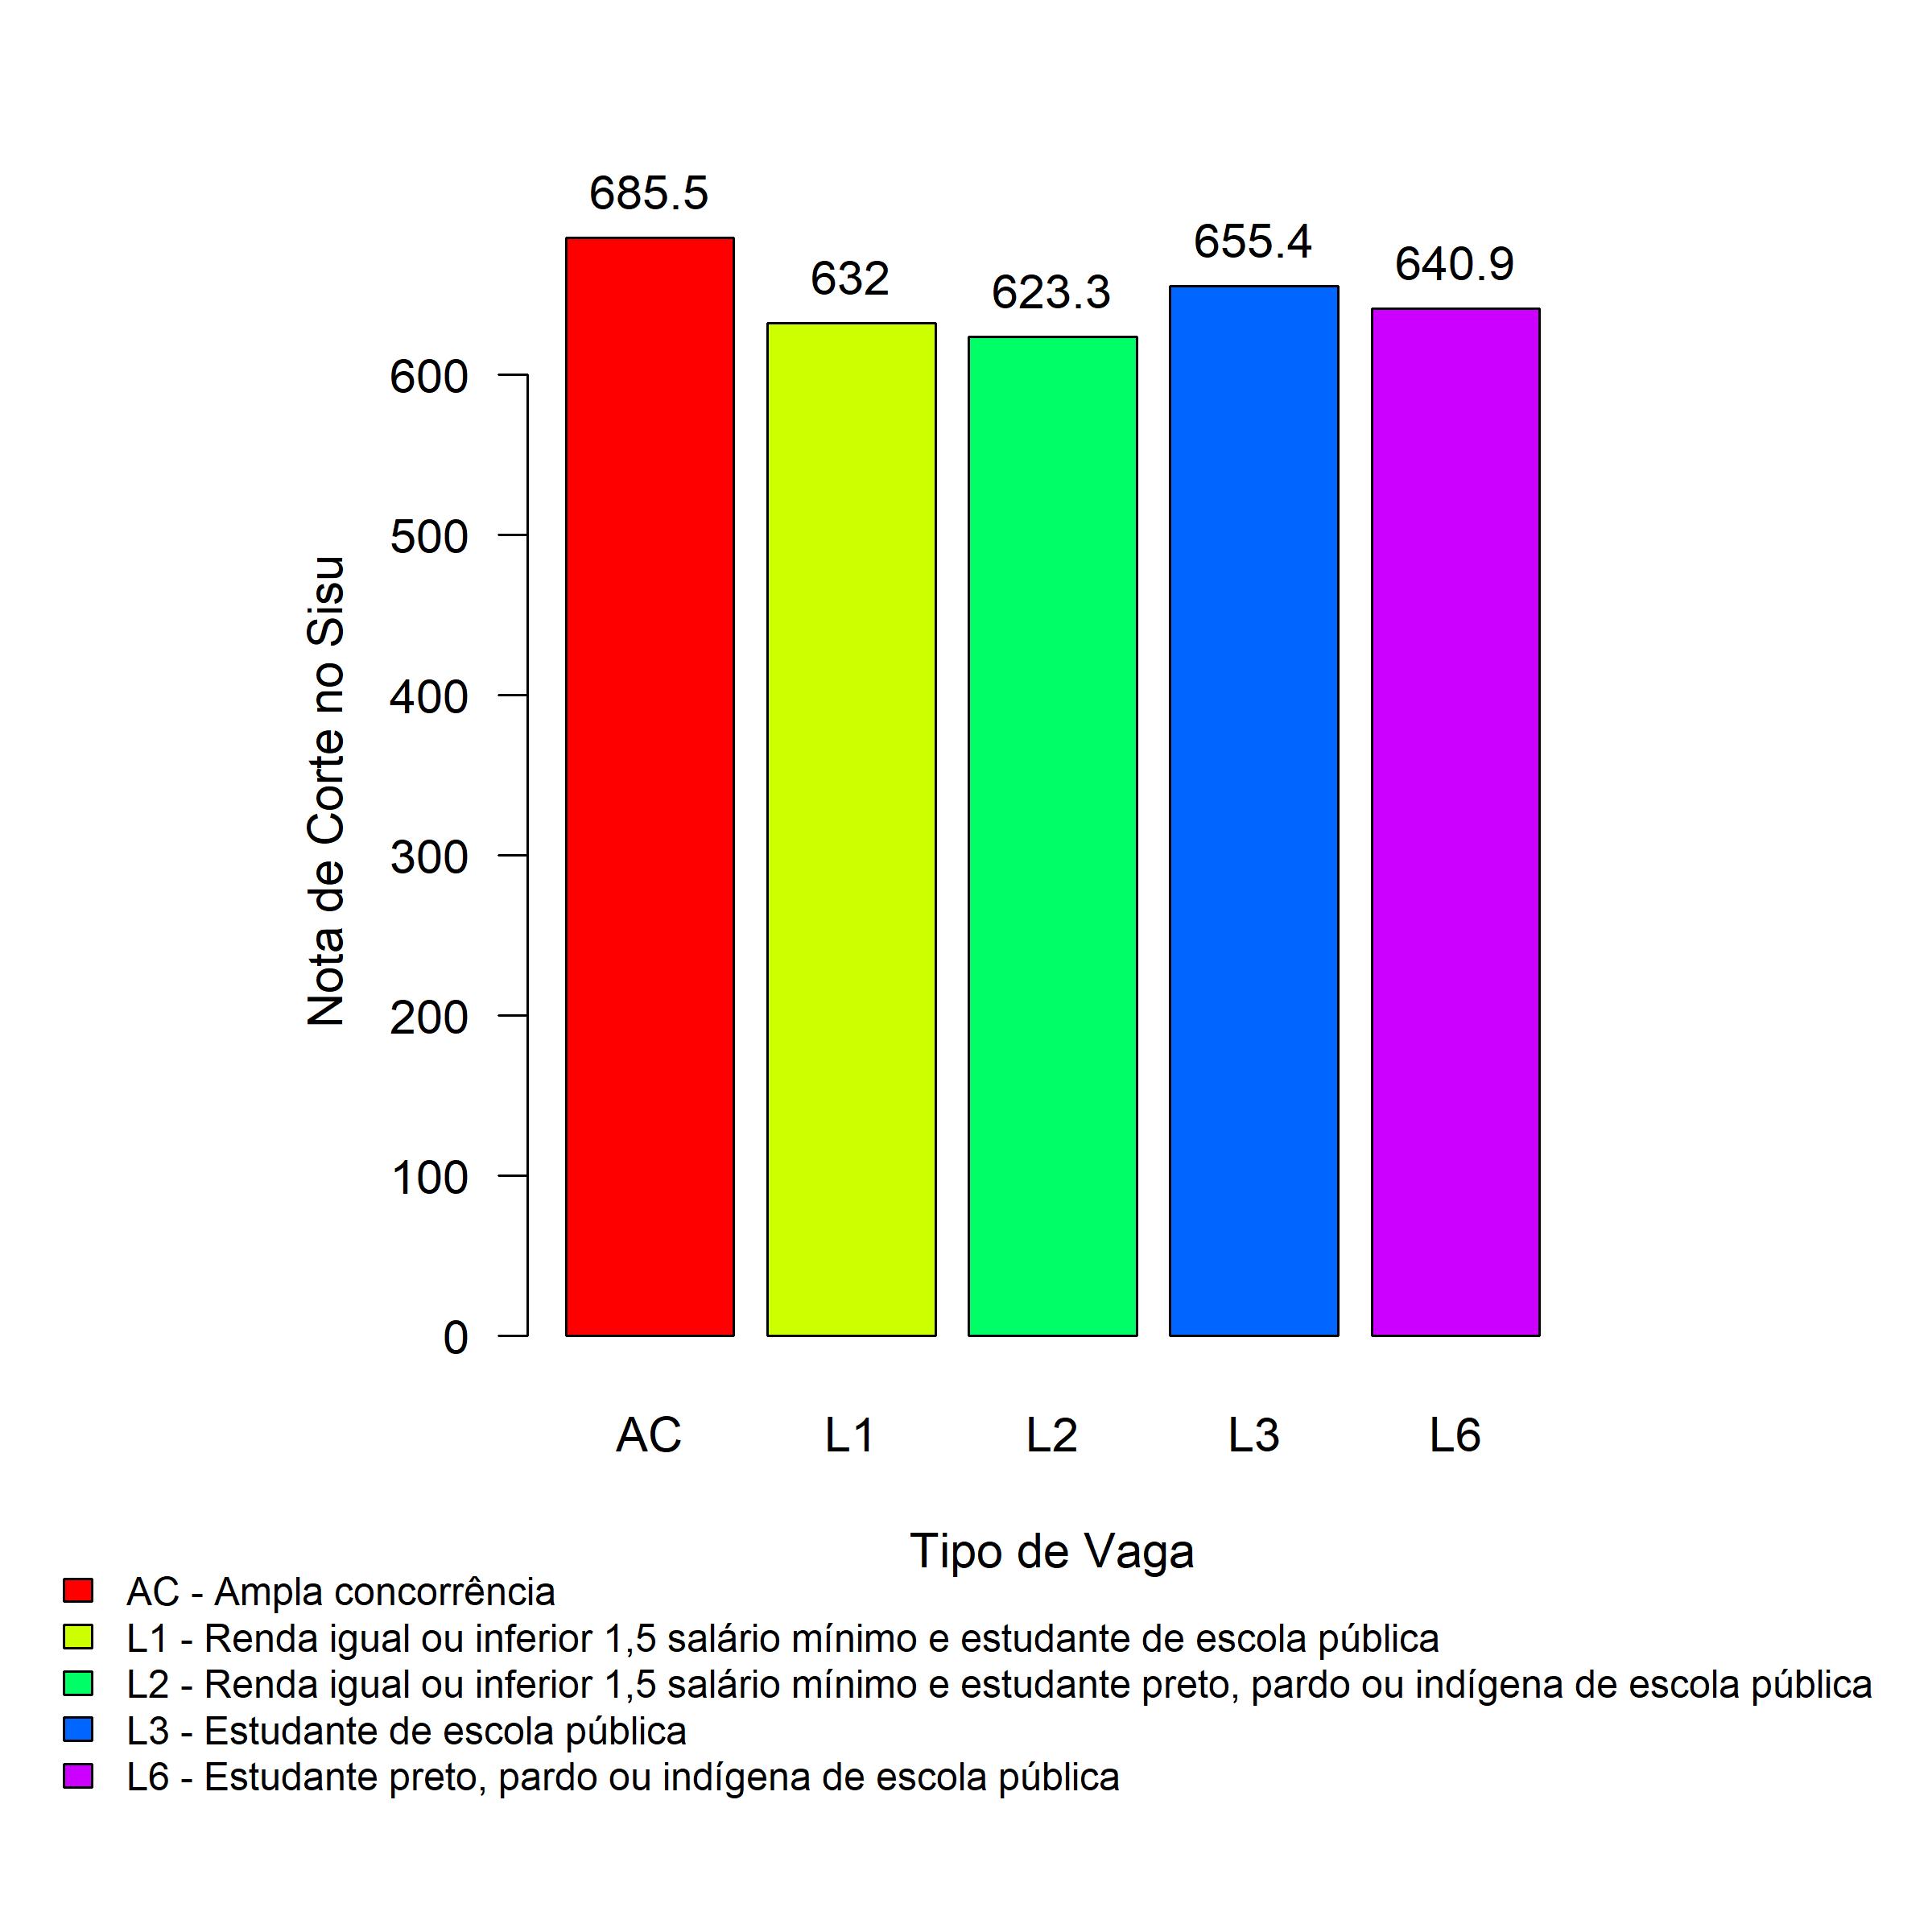 685.5
632
623.3
655.4
640.9
600
500
400
300
200
100
0
Nota de Corte no Sisu
AC L1 L2 L3 L6
Tipo de Vaga
AC - Ampla concorrência
L1 - Renda igual ou inferior 1,5 salário mínimo e estudante de escola pública
L2 - Renda igual ou inferior 1,5 salário mínimo e estudante preto, pardo ou indígena de escola pública
L3 - Estudante de escola pública
L6 - Estudante preto, pardo ou indígena de escola pública